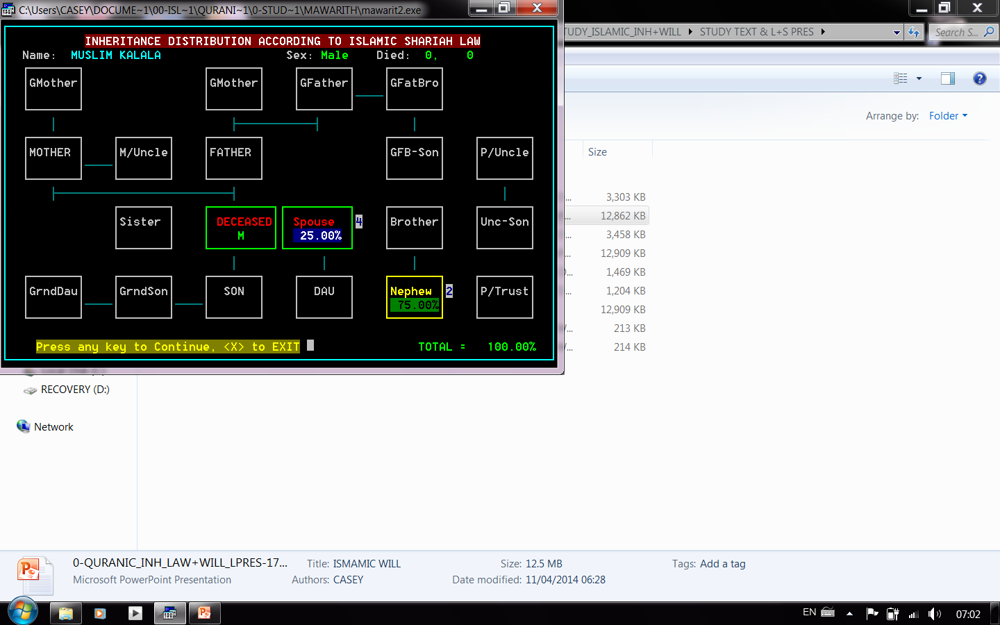 C:\Users\CASEY\DOCUME~1\00-ISL~1\QURANI~1\0-STUD~1\MAWARITH\mawarit2.exe
INHERITANCE DISTRIBUTION ACCORDING TO ISLAMIC SHARIAH LAW
Name: MUSLIM KALALA Sex: Male Died: 0, 0
GMother GMother GFather GFatBro
MOTHER M/Uncle FATHER GFB-Son P/Uncle
Sister DECEASED Spouse 4 Brother Unc-Son
M 25.00%
GrndDau GrndSon SON DAU Nephew 2 P/Trust
75.00%
Press any key to Continue, <X> to EXIT TOTAL = 100.00%
TUDY_ISLAMIC_INH+WILL STUDY TEXT & L+S PRES Search S...
Arrange by: Folder
Size
... 3,303 KB
... 12,862 KB
... 3,458 KB
... 12,909 KB
... 1,469 KB
... 1,204 KB
12,909 KB
... 213 KB
... 214 KB
RECOVERY (D:)
Network
0-QURANIC_INH_LAW+WILL_LPRES-17... Title: ISMAMIC WILL Size: 12.5 MB Tags: Add a tag
Microsoft PowerPoint Presentation Authors: CASEY Date modified: 11/04/2014 06:28
EN 07:02